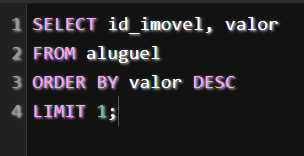 1 SELECT id_imovel, valor
2 FROM aluguel
3 ORDER BY valor DESC
4 LIMIT 1;